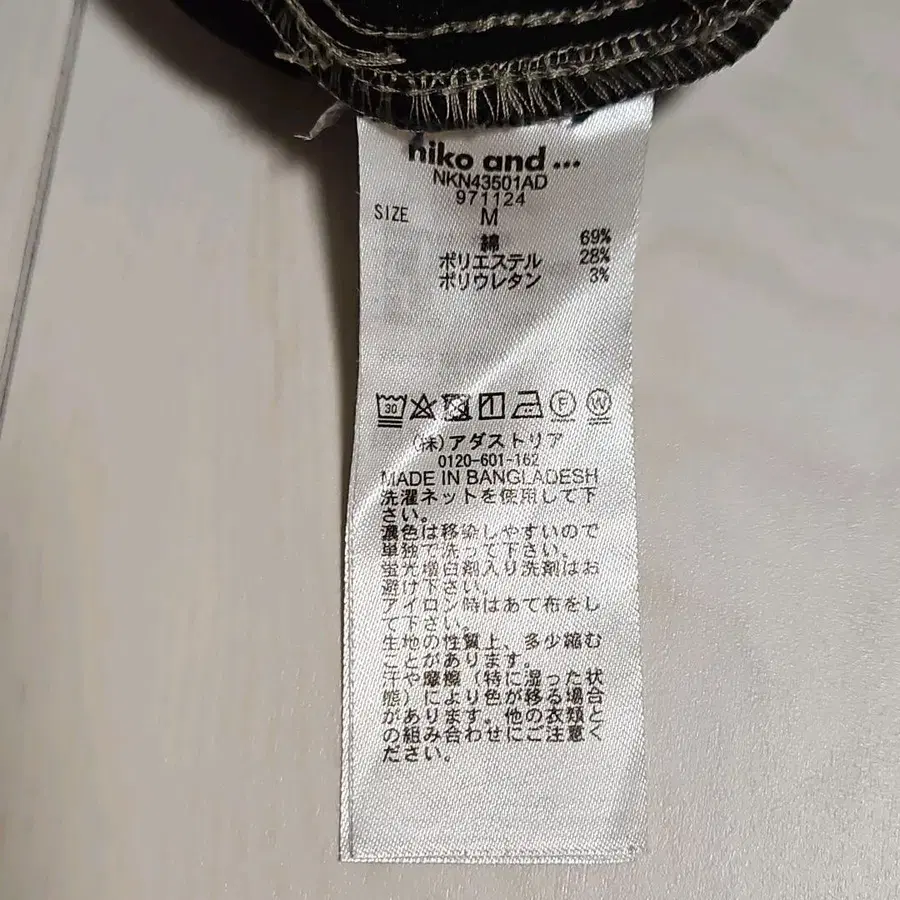 niko and ...
NKN43501AD
971124
SIZE M
綿 69%
ポリエステル 28%
ポリウレタン 3%
30 F W
(株)アダストリア
0120-601-162
MADE IN BANGLADESH
洗濯ネットを使用して下
さい。
濃色は移染しやすいので
単独で洗って下さい。
蛍光増白剤入り洗剤はお
避け下さい。
アイロン時はあて布をし
て下さい。
生地の性質上、多少縮む
ことがあります。
汗や摩擦(特に湿った状
態)により色が移る場合
があります。他の衣類と
の組み合わせにご注意く
ださい。